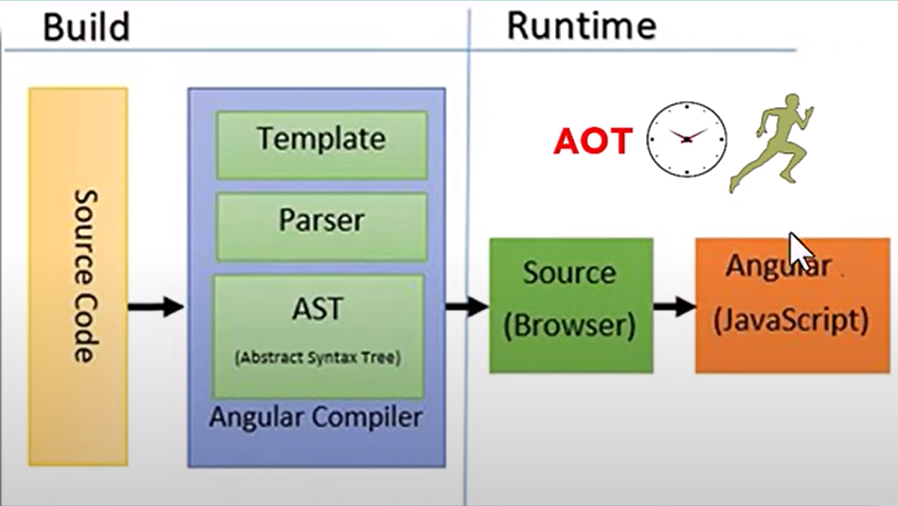 Build
Runtime
Source Code
Template
Parser
AST
(Abstract Syntax Tree)
Angular Compiler
AOT
Source
(Browser)
Angular
(JavaScript)